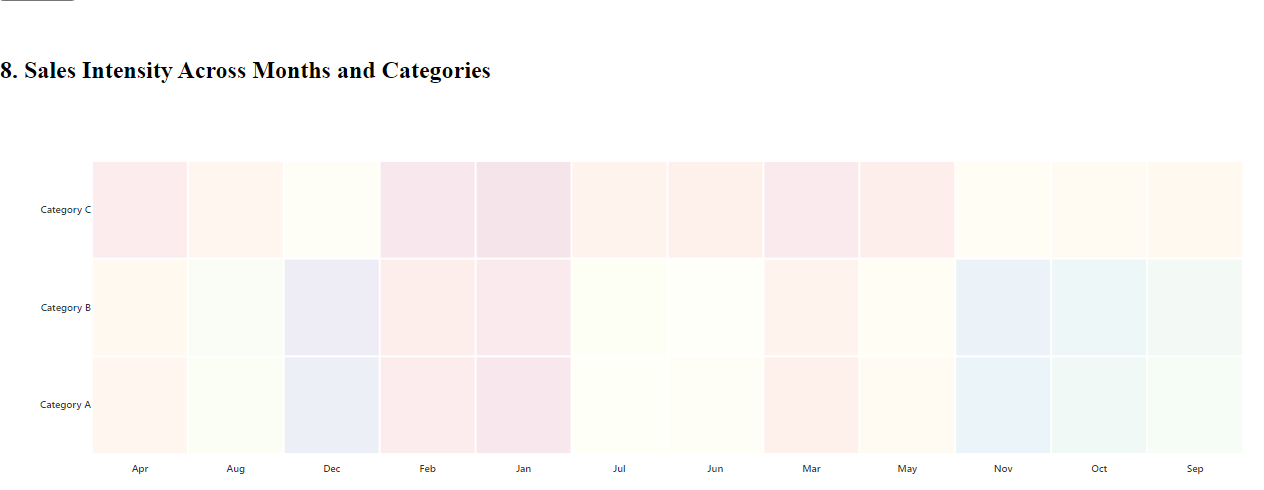 8. Sales Intensity Across Months and Categories
Category C
Category B
Category A
Apr Aug Dec Feb Jan Jul Jun Mar May Nov Oct Sep